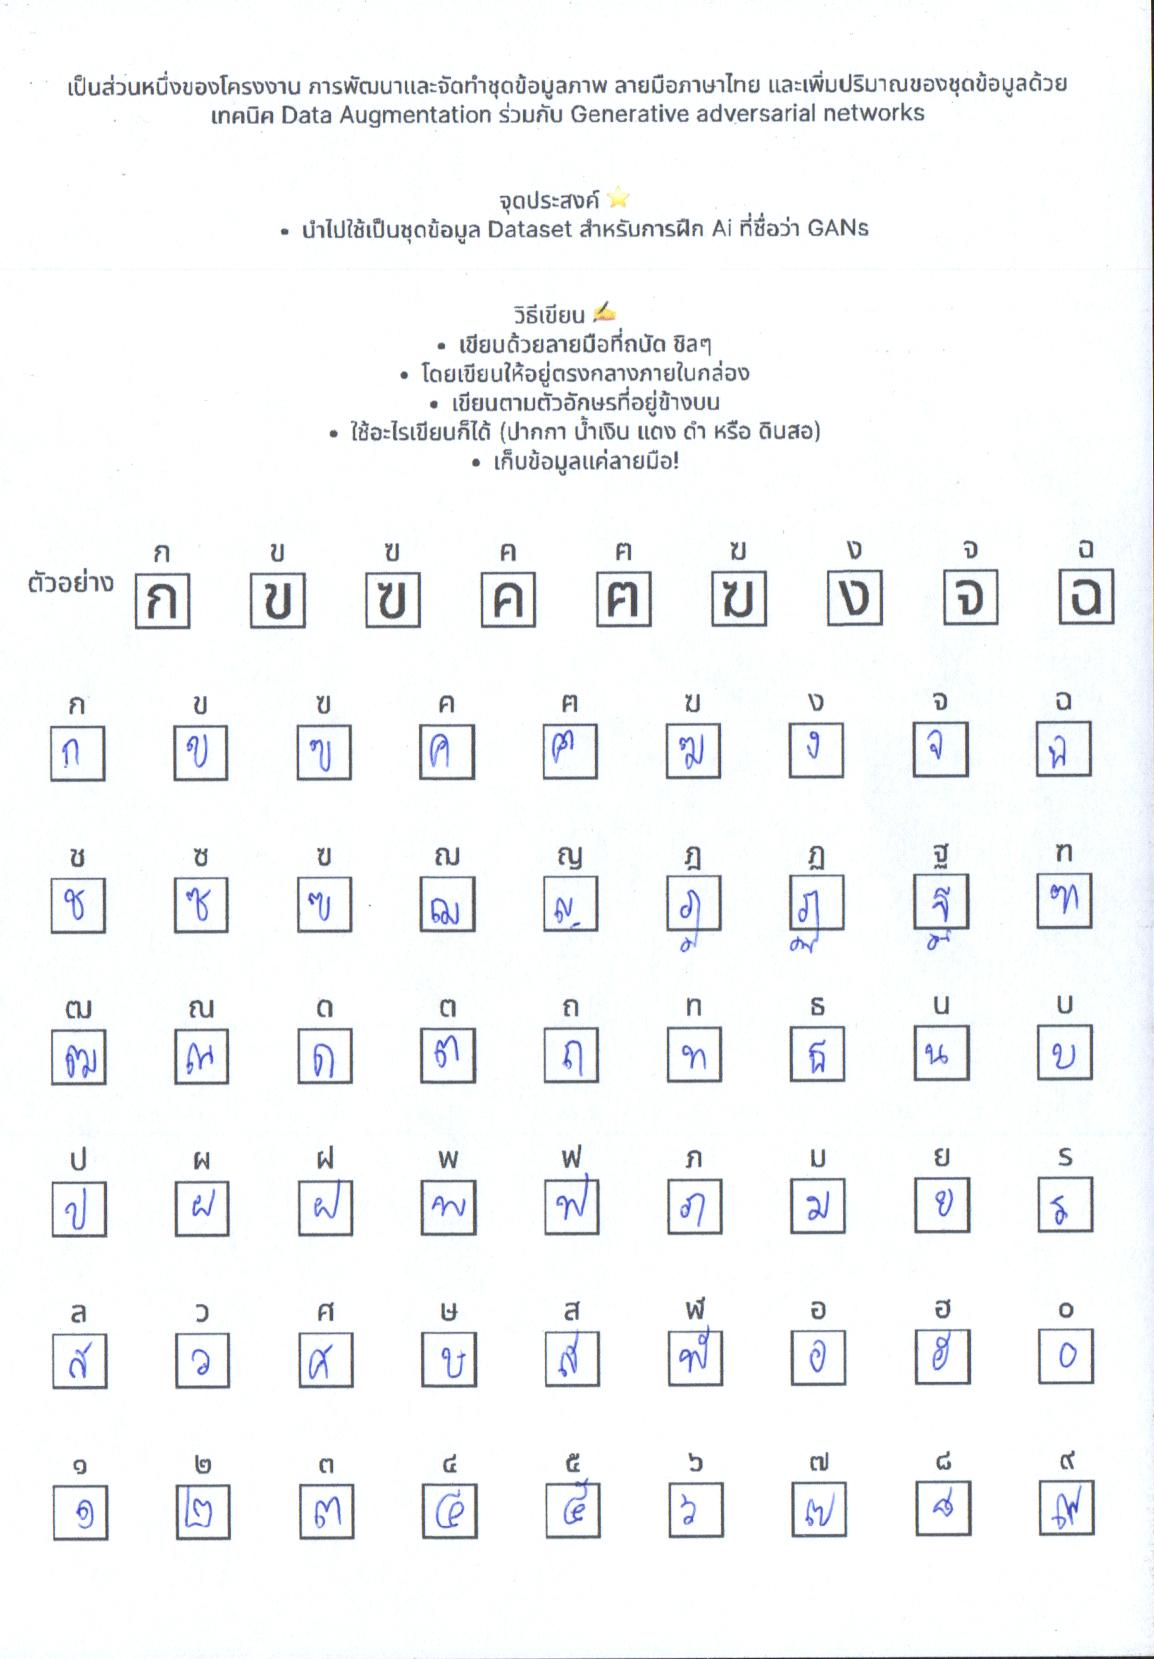 เป็นส่วนหนึ่งของโครงงาน การพัฒนาและจัดทำชุดข้อมูลภาพ ลายมือภาษาไทย และเพิ่มปริมาณของชุดข้อมูลด้วย
เทคนิค Data Augmentation ร่วมกับ Generative adversarial networks
จุดประสงค์ ⭐
• นำไปใช้เป็นชุดข้อมูล Dataset สำหรับการฝึก Ai ที่ชื่อว่า GANs
วิธีเขียน ✍️
• เขียนด้วยลายมือที่ถนัด ชิลๆ
• โดยเขียนให้อยู่ตรงกลางภายในกล่อง
• เขียนตามตัวอักษรที่อยู่ข้างบน
• ใช้อะไรเขียนก็ได้ (ปากกา น้ำเงิน แดง ดำ หรือ ดินสอ)
• เก็บข้อมูลแค่ลายมือ!
ก ข ฃ ค ฅ ฆ ง จ ฉ
ตัวอย่าง ก ข ฃ ค ฅ ฆ ง จ ฉ
ก ข ฃ ค ฅ ฆ ง จ ฉ
ก ข ฃ ค ฅ ฆ ง จ ฉ
ช ซ ฃ ฌ ญ ฎ ฏ ฐ ฑ
ช ซ ฃ ฌ ญ ฎ ฏ ฐ ฑ
ฒ ณ ด ต ถ ท ธ น บ
ฒ ณ ด ต ถ ท ธ น บ
ป ผ ฝ พ ฟ ภ ม ย ร
ป ผ ฝ พ ฟ ภ ม ย ร
ล ว ศ ษ ส ฬ อ ฮ ๐
ล ว ศ ษ ส ฬ อ ฮ ๐
๑ ๒ ๓ ๔ ๕ ๖ ๗ ๘ ๙
๑ ๒ ๓ ๔ ๕ ๖ ๗ ๘ ๙